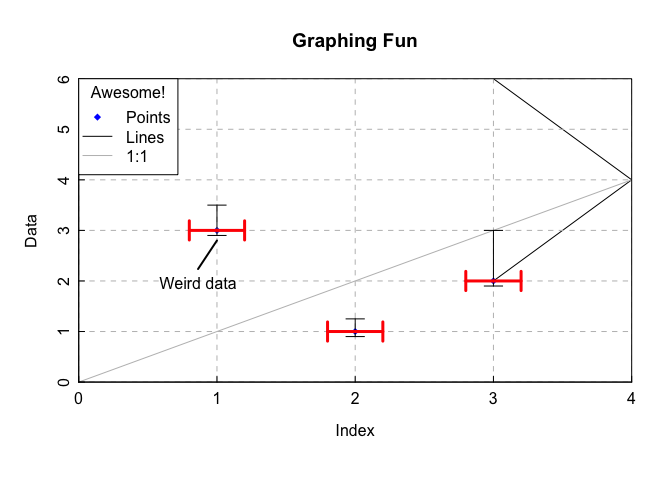 Graphing Fun
Awesome!
Points
Lines
1:1
Weird data
Data
6
5
4
3
2
1
0
0 1 2 3 4
Index